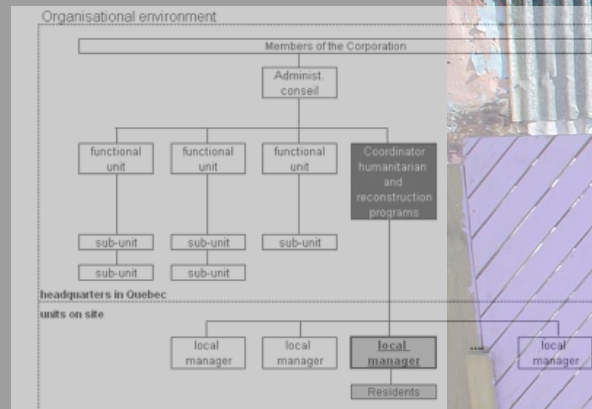 Organisational environment
Members of the Corporation
Administ.
conseil
functional
unit
functional
unit
functional
unit
Coordinator
humanitarian
and
reconstruction
programs
sub-unit
sub-unit
sub-unit
sub-unit
sub-unit
headquarters in Quebec
units on site
local
manager
local
manager
local
manager
....
local
manager
Residents